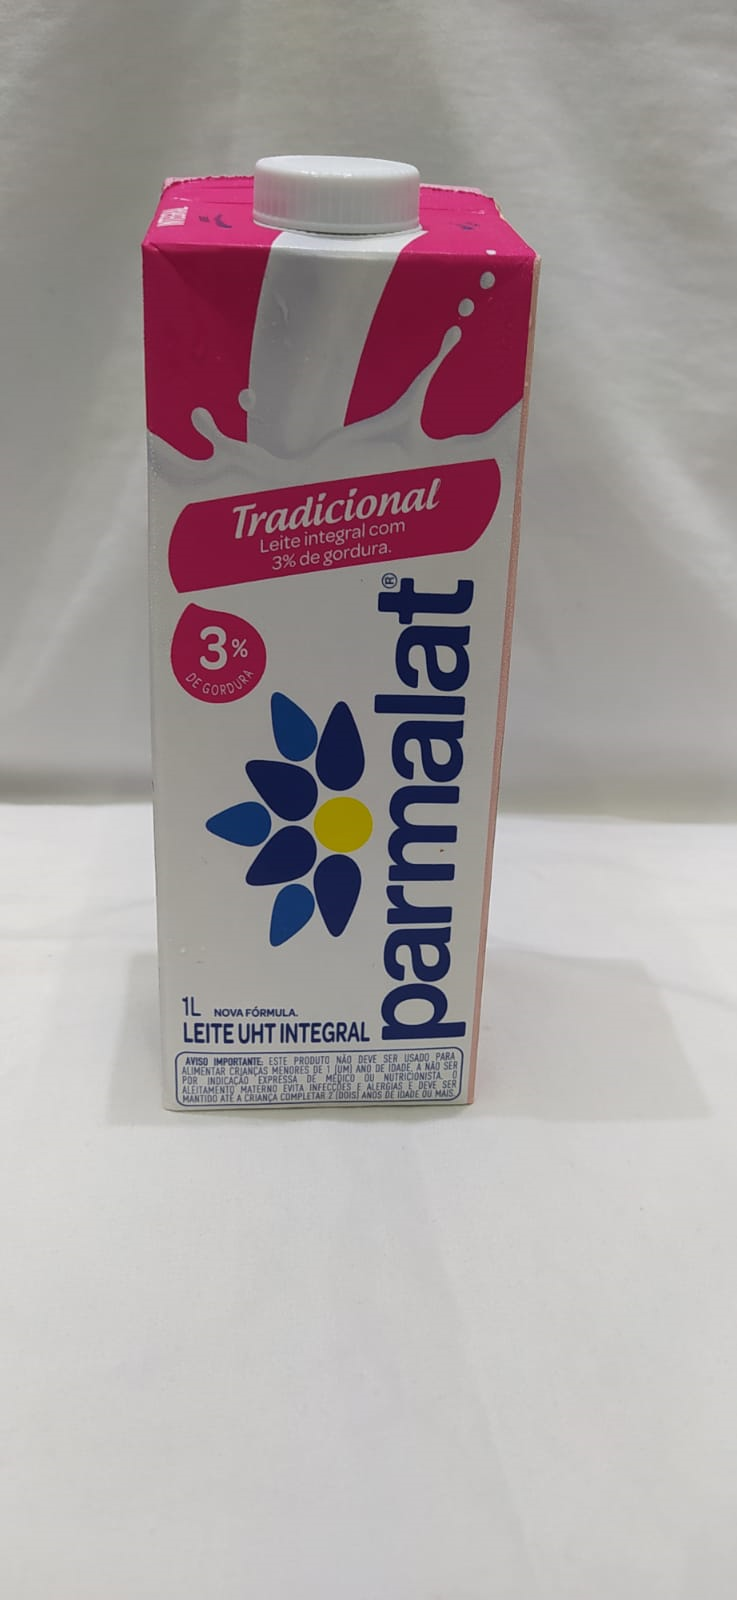 INTEGRAL
Tradicional
Leite integral com
3% de gordura.
3%
DE GORDURA
parmalat®
1L NOVA FÓRMULA.
LEITE UHT INTEGRAL
AVISO IMPORTANTE: ESTE PRODUTO NÃO DEVE SER USADO PARA
ALIMENTAR CRIANÇAS MENORES DE 1 (UM) ANO DE IDADE, A NÃO SER
POR INDICAÇÃO EXPRESSA DE MÉDICO OU NUTRICIONISTA. O
ALEITAMENTO MATERNO EVITA INFECÇÕES E ALERGIAS E DEVE SER
MANTIDO ATÉ A CRIANÇA COMPLETAR 2 (DOIS) ANOS DE IDADE OU MAIS.